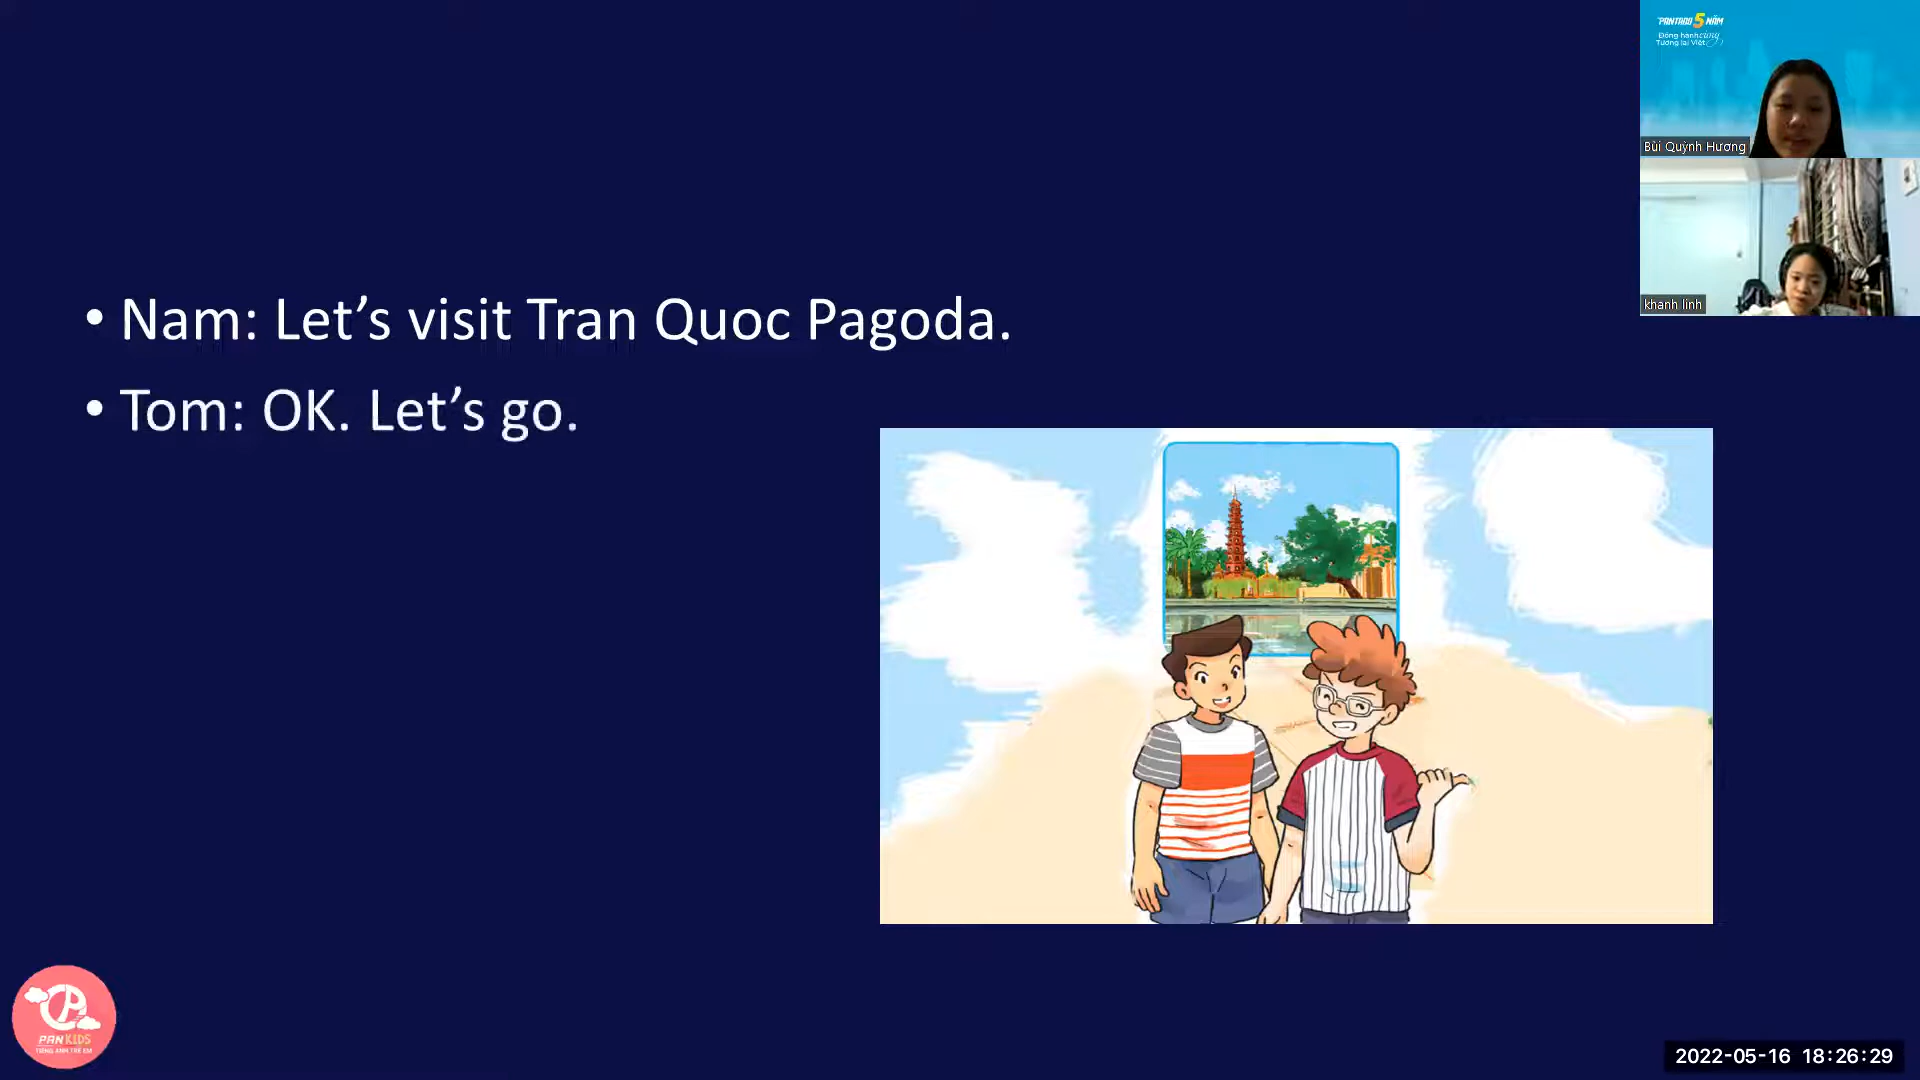 PANTADO 5 NĂM
Đồng hành cùng
Tương lai Việt
Bùi Quỳnh Hương
khanh linh
• Nam: Let’s visit Tran Quoc Pagoda.
• Tom: OK. Let’s go.
PANKIDS
TIẾNG ANH TRẺ EM
2022-05-16 18:26:29